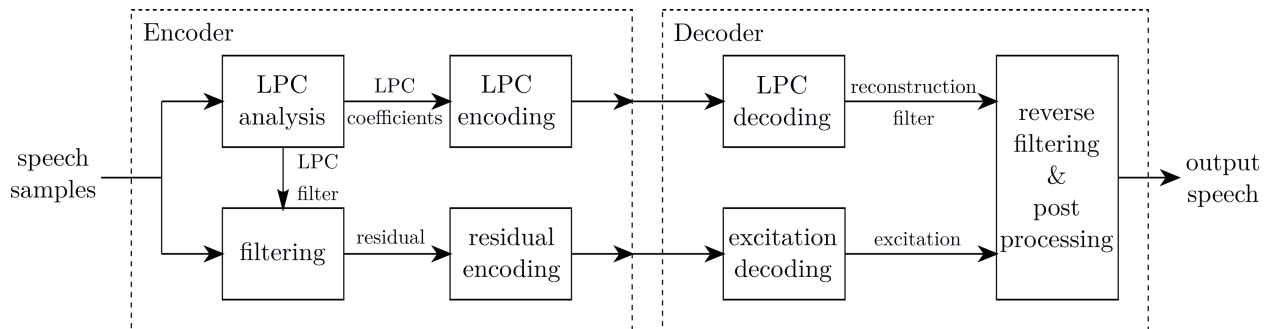 Encoder
Decoder
speech
samples
LPC
analysis
LPC
coefficients
LPC
encoding
LPC
filter
filtering
residual
residual
encoding
LPC
decoding
reconstruction
filter
excitation
decoding
excitation
reverse
filtering
&
post
processing
output
speech